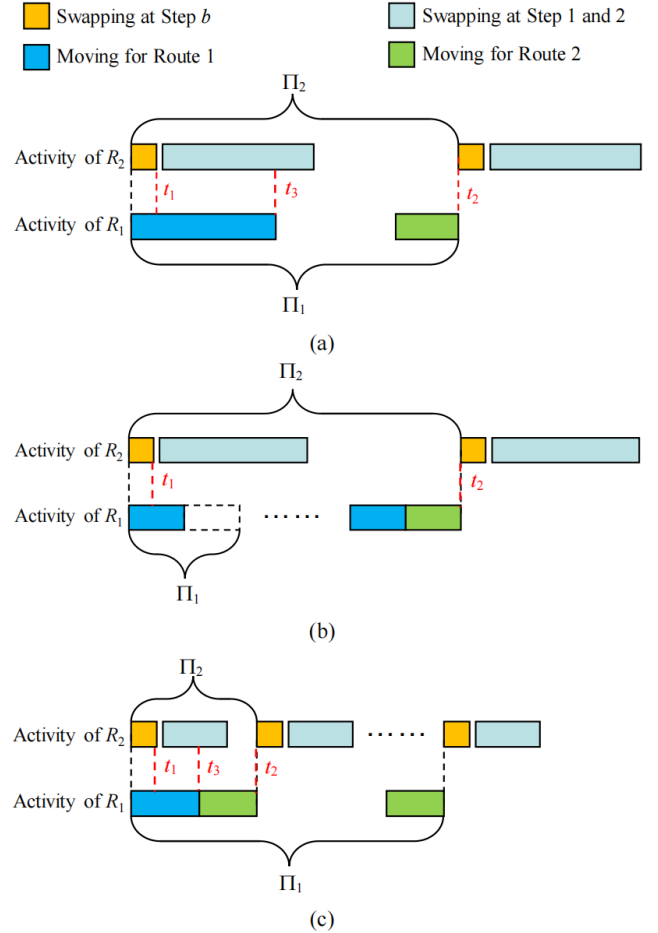 Swapping at Step b
Swapping at Step 1 and 2
Moving for Route 1
Moving for Route 2
Π2
Activity of R2
t1
t3
t2
Activity of R1
Π1
(a)
Π2
Activity of R2
t1
t2
Activity of R1
······
Π1
(b)
Π2
Activity of R2
······
t1
t3
t2
Activity of R1
Π1
(c)